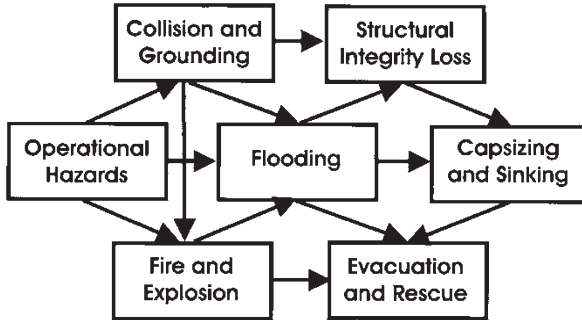 Collision and
Grounding
Structural
Integrity Loss
Operational
Hazards
Flooding
Capsizing
and Sinking
Fire and
Explosion
Evacuation
and Rescue